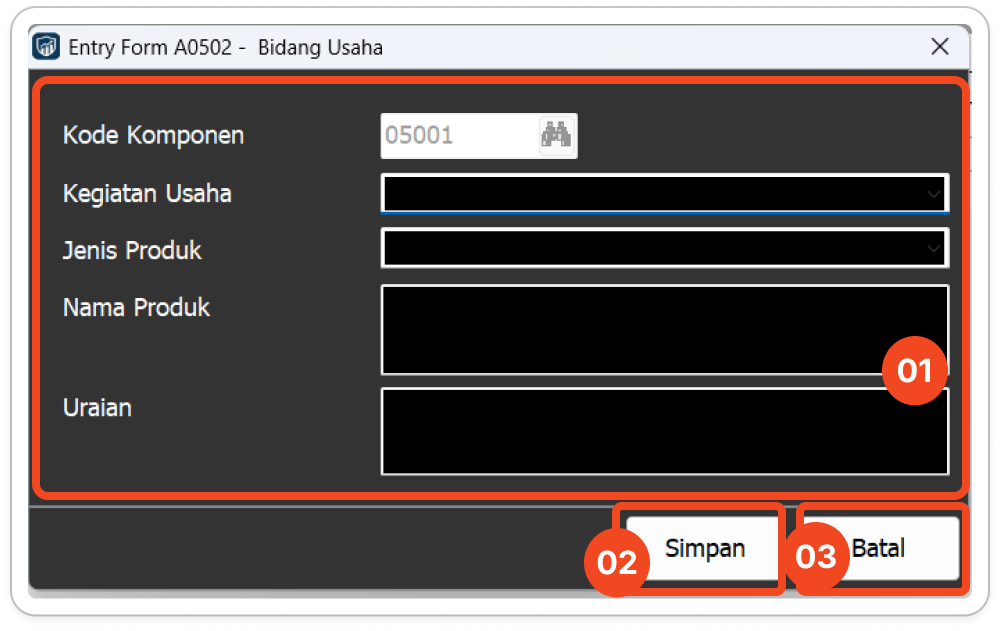 Entry Form A0502 - Bidang Usaha
Kode Komponen 05001
Kegiatan Usaha
Jenis Produk
Nama Produk
01
Uraian
02 Simpan 03 Batal